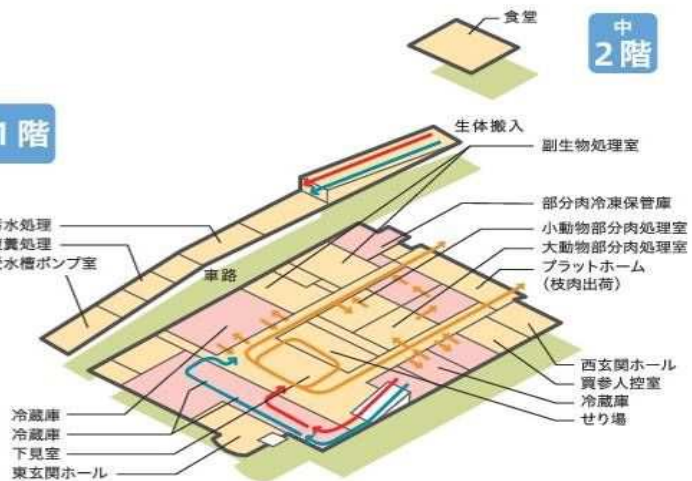 食堂
中
2階
1階
生体搬入
副生物処理室
部分肉冷凍保管庫
小動物部分肉処理室
大動物部分肉処理室
プラットホーム
(枝肉出荷)
水処理
糞処理
水槽ポンプ室
車路
西玄関ホール
買参人控室
冷蔵庫
せり場
冷蔵庫
冷蔵庫
下見室
東玄関ホール